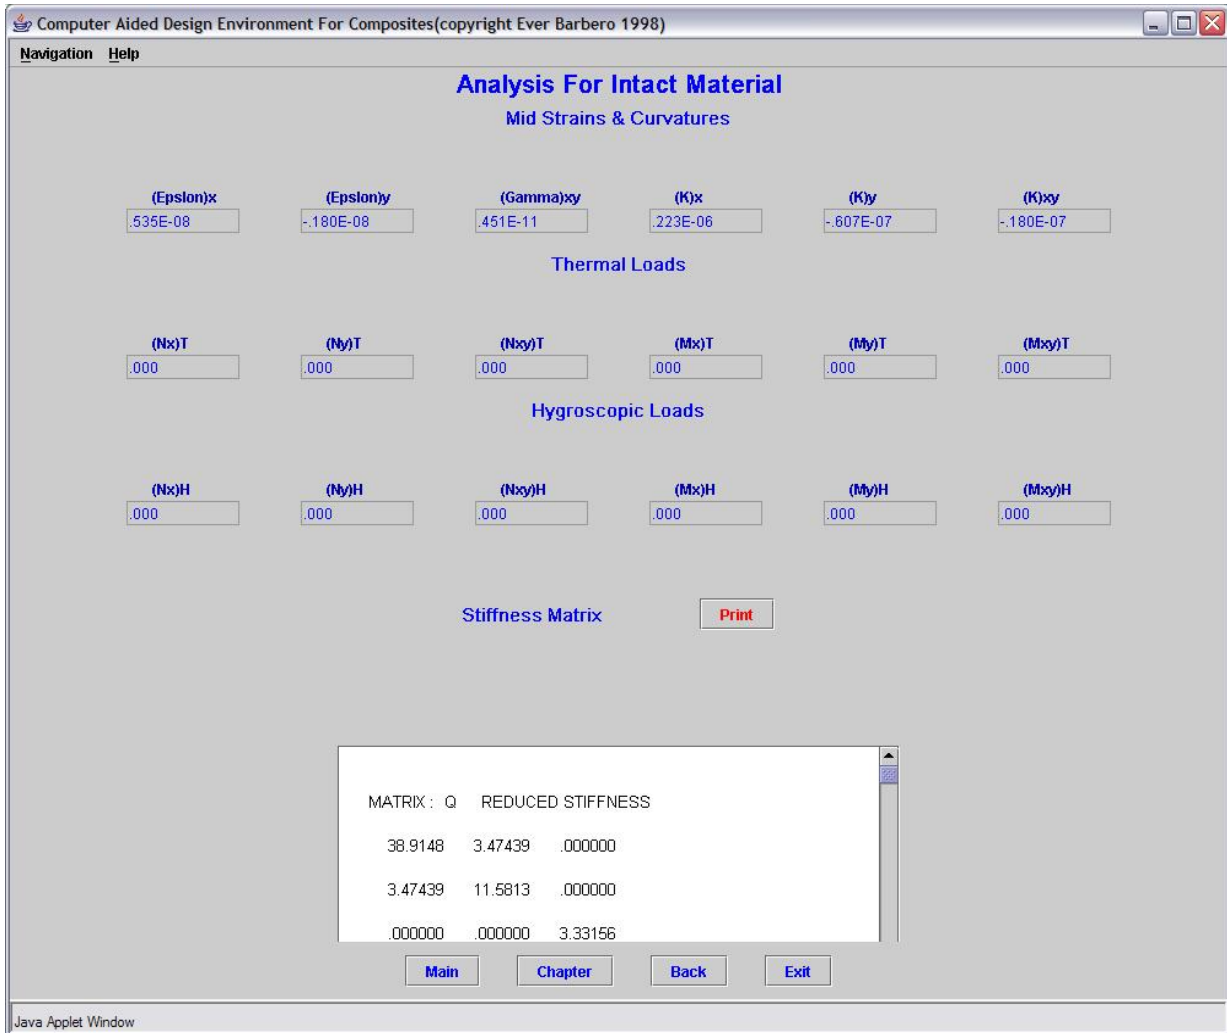 Computer Aided Design Environment For Composites(copyright Ever Barbero 1998)
Navigation Help
Analysis For Intact Material
Mid Strains & Curvatures
(Epslon)x (Epslon)y (Gamma)xy (K)x (K)y (K)xy
.535E-08 -.180E-08 .451E-11 .223E-06 -.607E-07 -.180E-07
Thermal Loads
(Nx)T (Ny)T (Nxy)T (Mx)T (My)T (Mxy)T
.000 .000 .000 .000 .000 .000
Hygroscopic Loads
(Nx)H (Ny)H (Nxy)H (Mx)H (My)H (Mxy)H
.000 .000 .000 .000 .000 .000
Stiffness Matrix Print
MATRIX : Q REDUCED STIFFNESS
38.9148 3.47439 .000000
3.47439 11.5813 .000000
.000000 .000000 3.33156
Main Chapter Back Exit
Java Applet Window